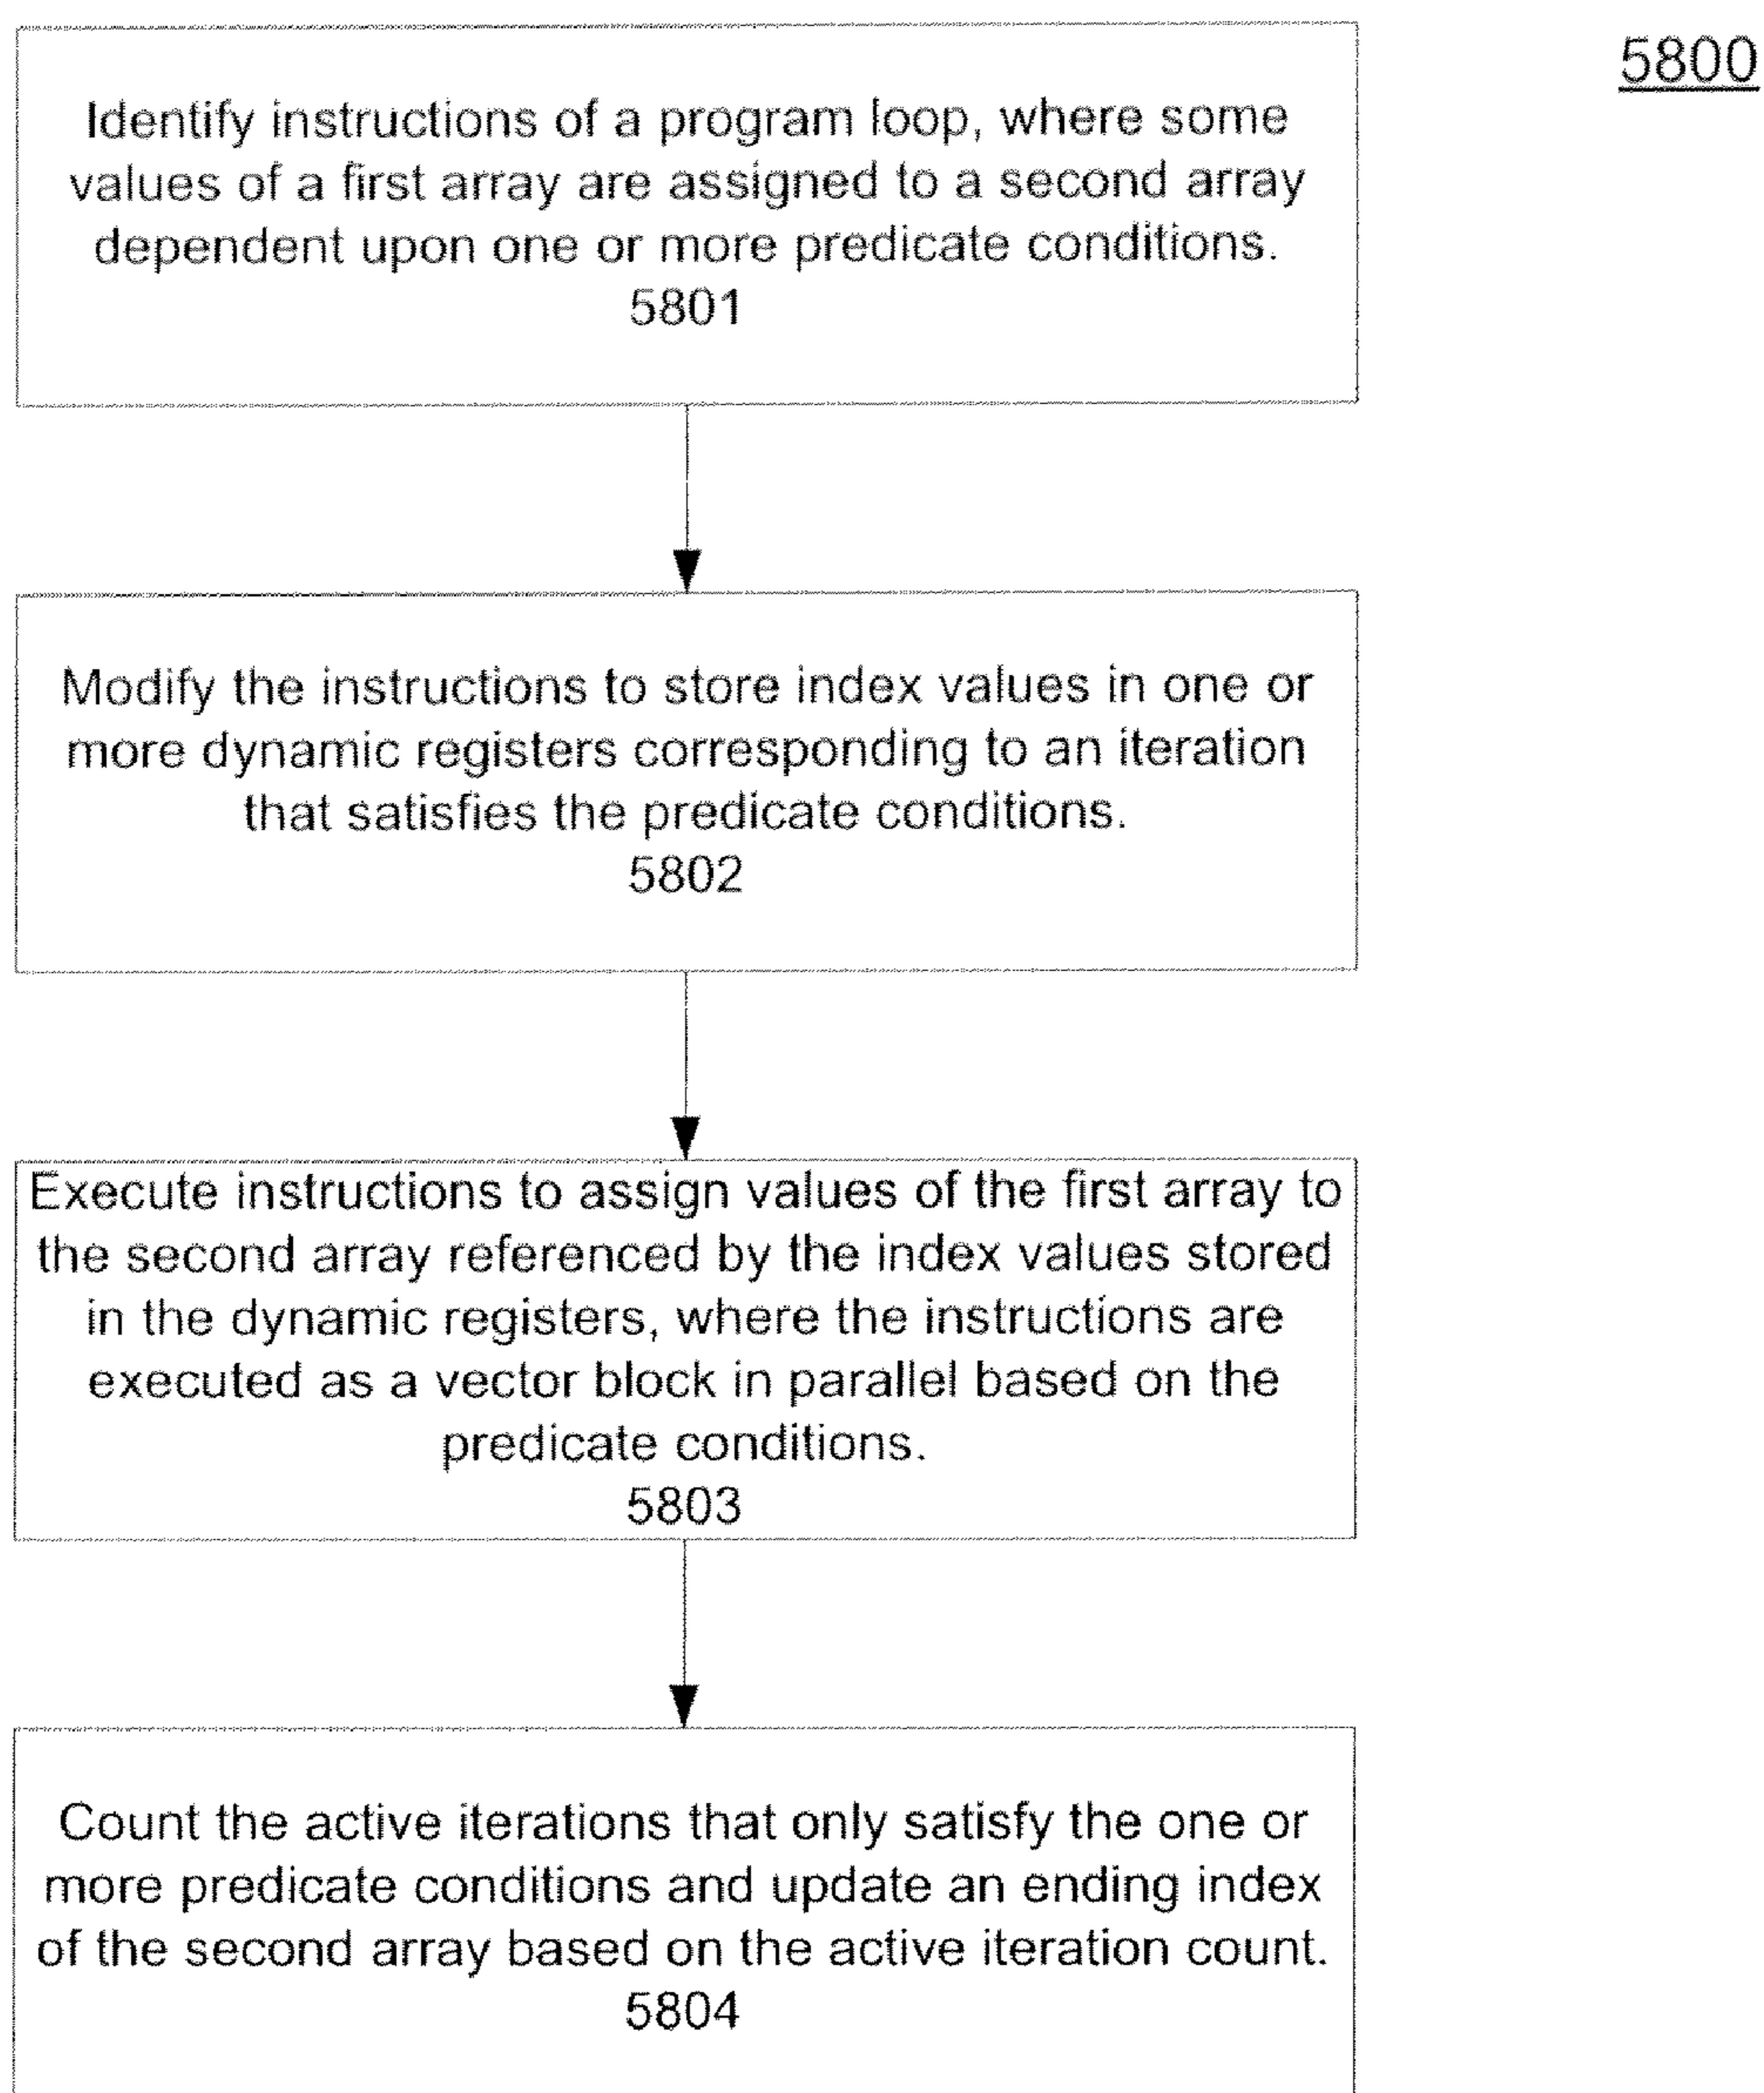 5800
Identify instructions of a program loop, where some
values of a first array are assigned to a second array
dependent upon one or more predicate conditions.
5801
Modify the instructions to store index values in one or
more dynamic registers corresponding to an iteration
that satisfies the predicate conditions.
5802
Execute instructions to assign values of the first array to
the second array referenced by the index values stored
in the dynamic registers, where the instructions are
executed as a vector block in parallel based on the
predicate conditions.
5803
Count the active iterations that only satisfy the one or
more predicate conditions and update an ending index
of the second array based on the active iteration count.
5804